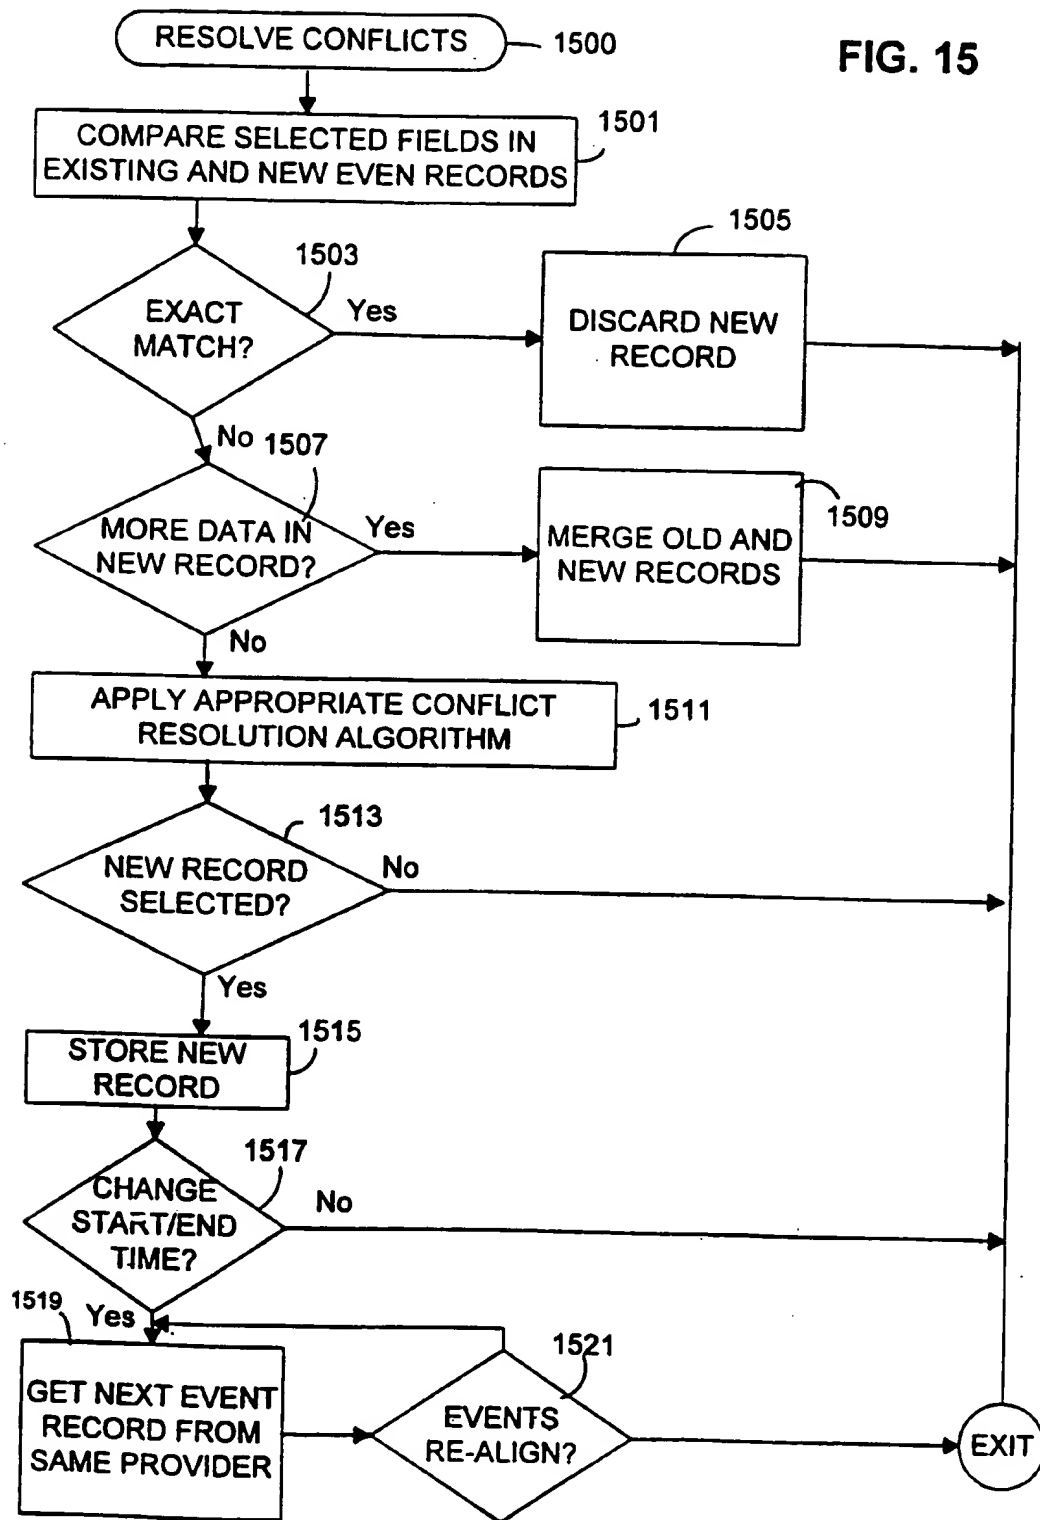 RESOLVE CONFLICTS
1500
FIG. 15
1501
COMPARE SELECTED FIELDS IN
EXISTING AND NEW EVEN RECORDS
1503
EXACT
MATCH?
Yes
1505
DISCARD NEW
RECORD
No
1507
MORE DATA IN
NEW RECORD?
Yes
1509
MERGE OLD AND
NEW RECORDS
No
APPLY APPROPRIATE CONFLICT
RESOLUTION ALGORITHM
1511
1513
NEW RECORD
SELECTED?
No
Yes
1515
STORE NEW
RECORD
1517
CHANGE
START/END
TIME?
No
Yes
1519
GET NEXT EVENT
RECORD FROM
SAME PROVIDER
1521
EVENTS
RE-ALIGN?
EXIT